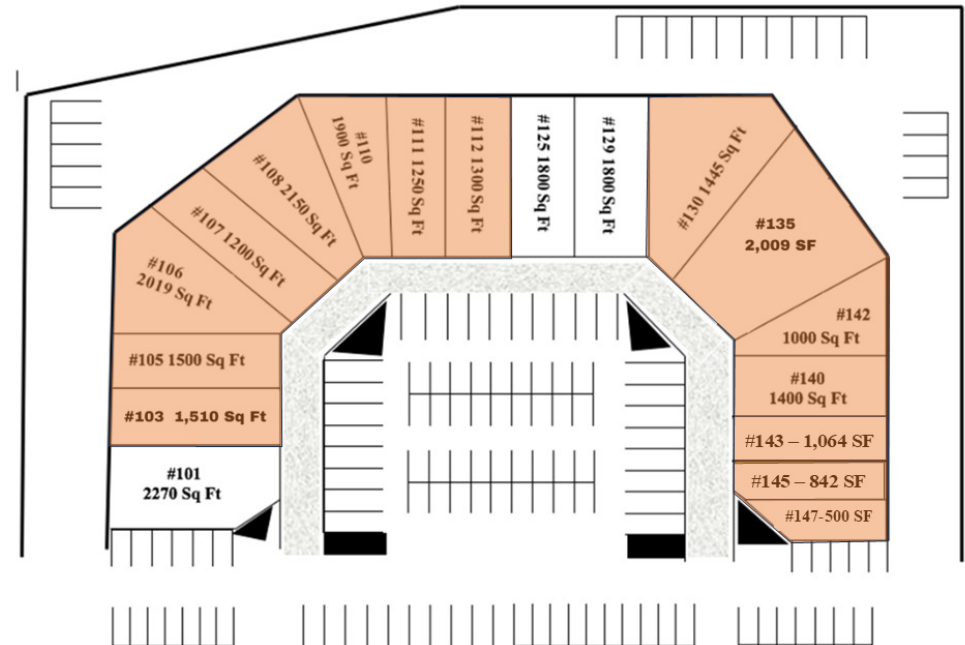 #101
2270 Sq Ft
#103 1,510 Sq Ft
#105 1500 Sq Ft
#106
2019 Sq Ft
#107 1200 Sq Ft
#108 2150 Sq Ft
#110
1900 Sq Ft
#111 1250 Sq Ft
#112 1300 Sq Ft
#125 1800 Sq Ft
#129 1800 Sq Ft
#130 1445 Sq Ft
#135
2,009 SF
#142
1000 Sq Ft
#140
1400 Sq Ft
#143 – 1,064 SF
#145 – 842 SF
#147-500 SF